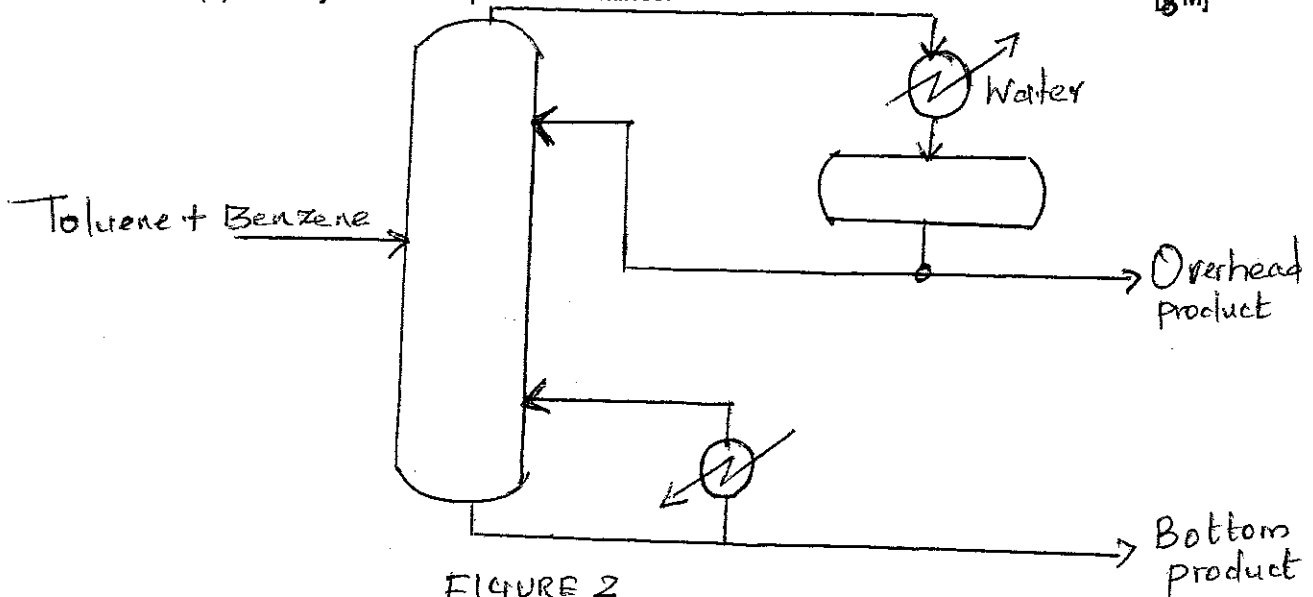 Water
Toluene + Benzene
Overhead
product
Bottom
product
FIGURE 2